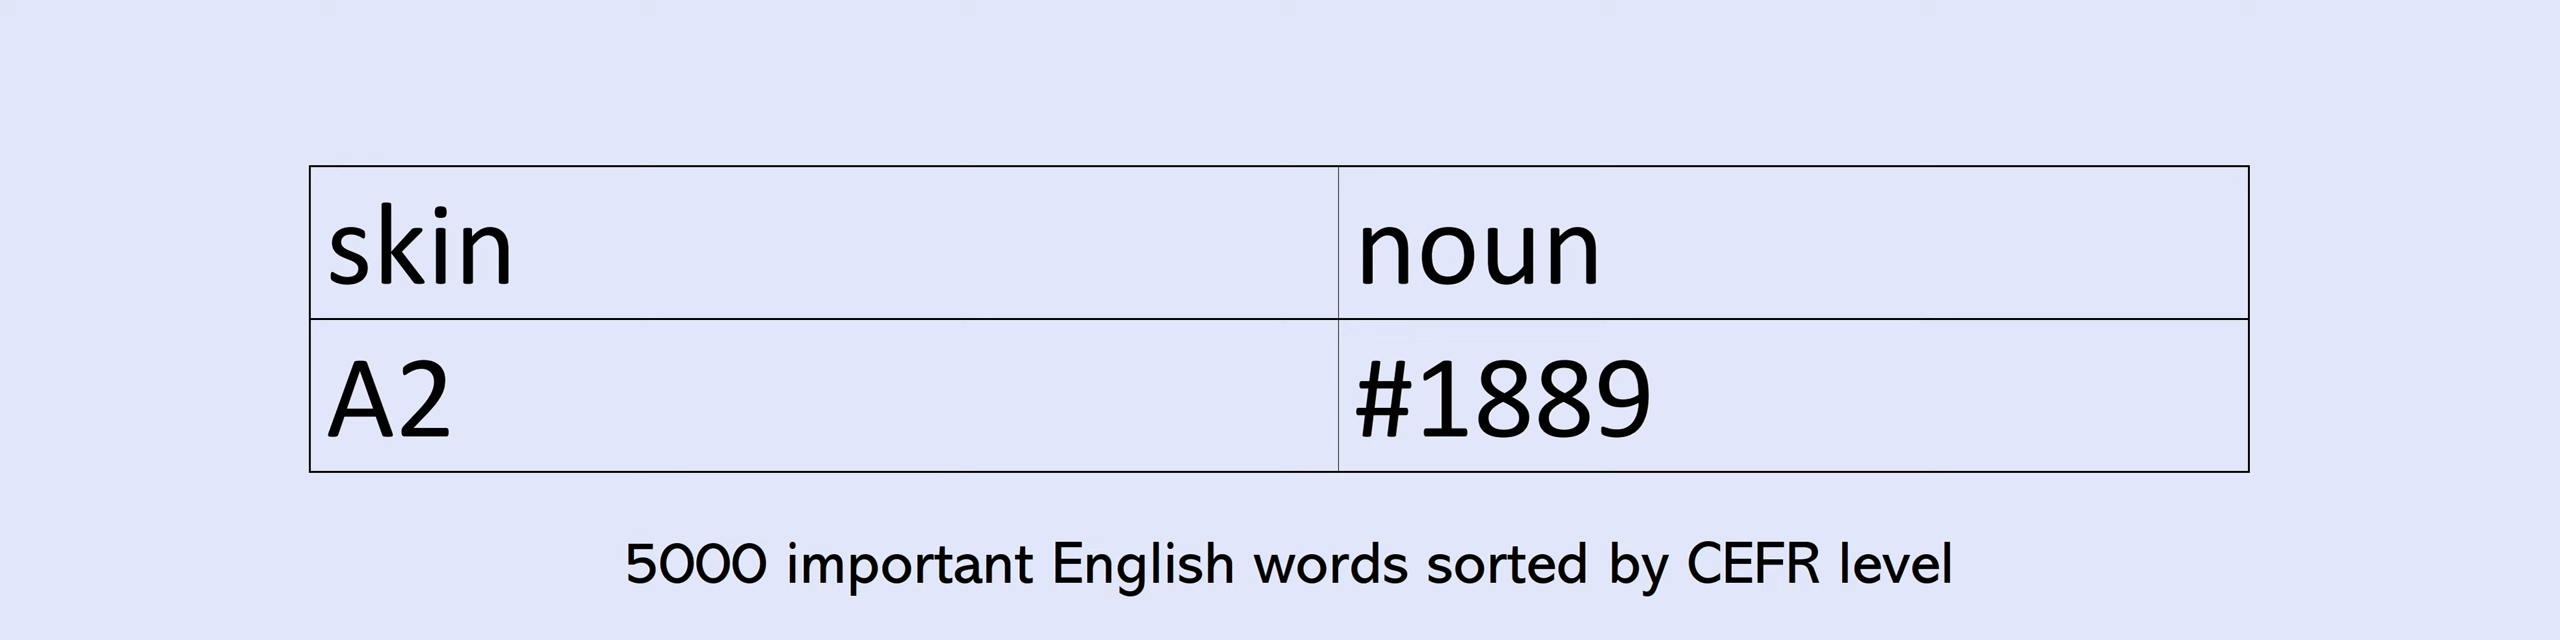 skin noun
A2 #1889
5000 important English words sorted by CEFR level